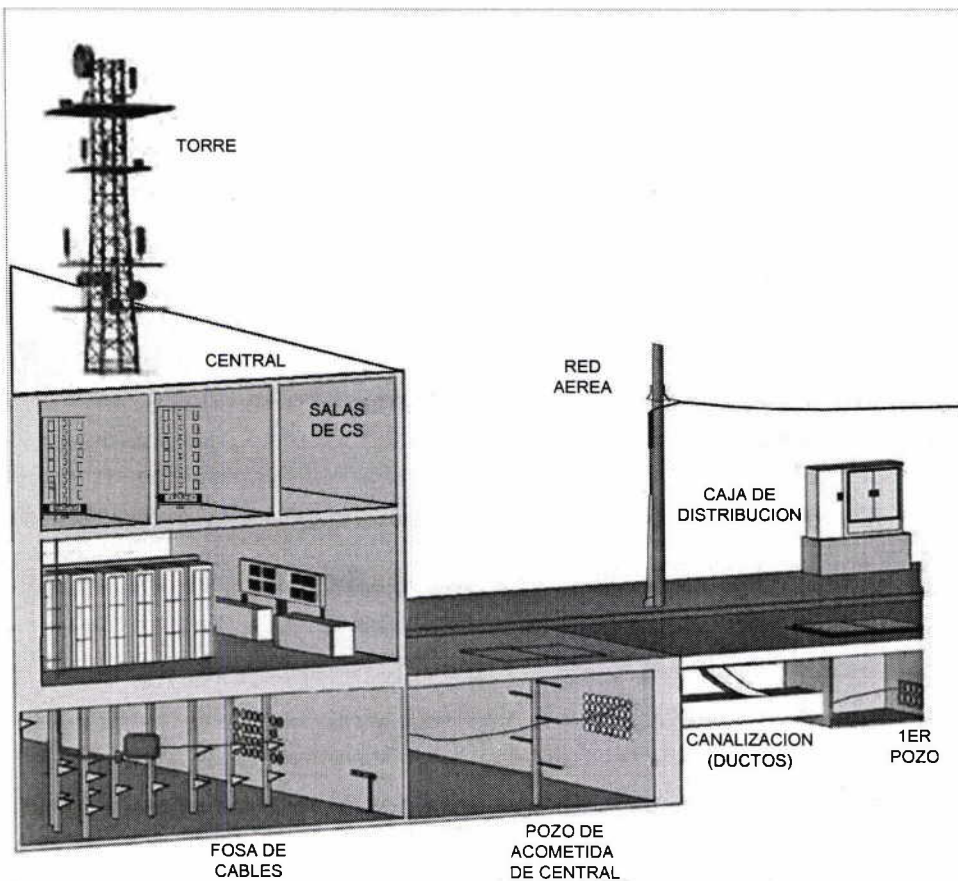 TORRE
CENTRAL
SALAS
DE CS
RED
AEREA
CAJA DE
DISTRIBUCION
CANALIZACION
(DUCTOS)
1ER
POZO
FOSA DE
CABLES
POZO DE
ACOMETIDA
DE CENTRAL